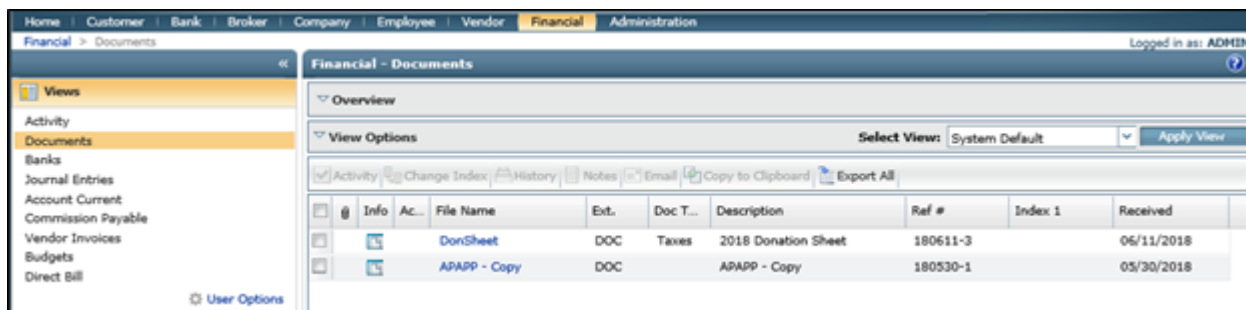 Home | Customer | Bank | Broker | Company | Employee | Vendor | Financial | Administration
Financial > Documents
Logged in as: ADMIN
«
Financial - Documents
?
Views
Activity
Documents
Banks
Journal Entries
Account Current
Commission Payable
Vendor Invoices
Budgets
Direct Bill
User Options
Overview
View Options
Select View: System Default
Apply View
Activity Change Index History Notes Email Copy to Clipboard Export All
Info Ac... File Name Ext. Doc T... Description Ref # Index 1 Received
DonSheet DOC Taxes 2018 Donation Sheet 180611-3 06/11/2018
APAPP - Copy DOC APAPP - Copy 180530-1 05/30/2018